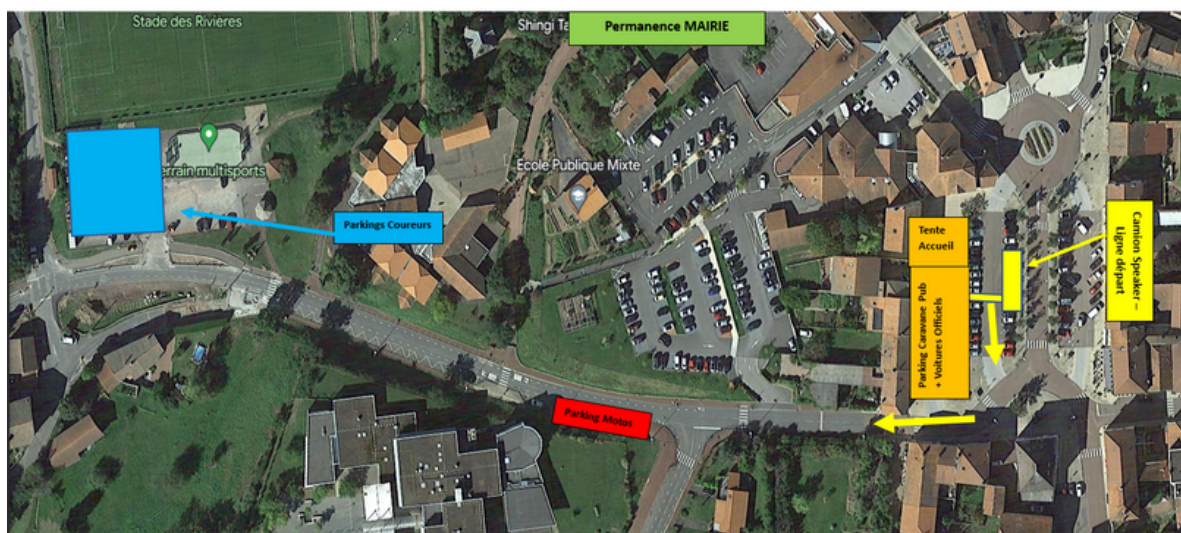 Stade des Rivières
Shingi Ta
Permanence MAIRIE
Ecole Publique Mixte
errain multisports
Parkings Coureurs
Tente
Accueil
Parking Caravane Pub
+ Voitures Officiels
Camion Speaker –
Ligne départ
Parking Motos